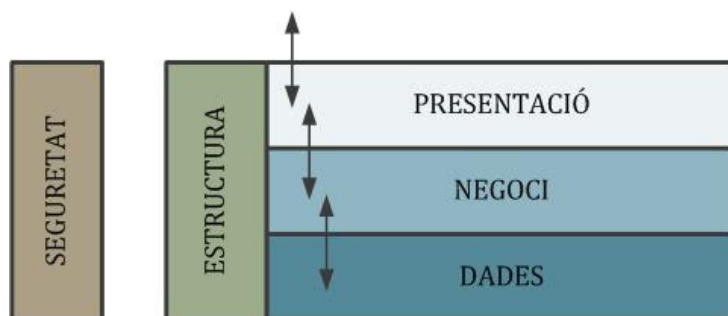 SEGURETAT
ESTRUCTURA
PRESENTACIÓ
NEGOCI
DADES